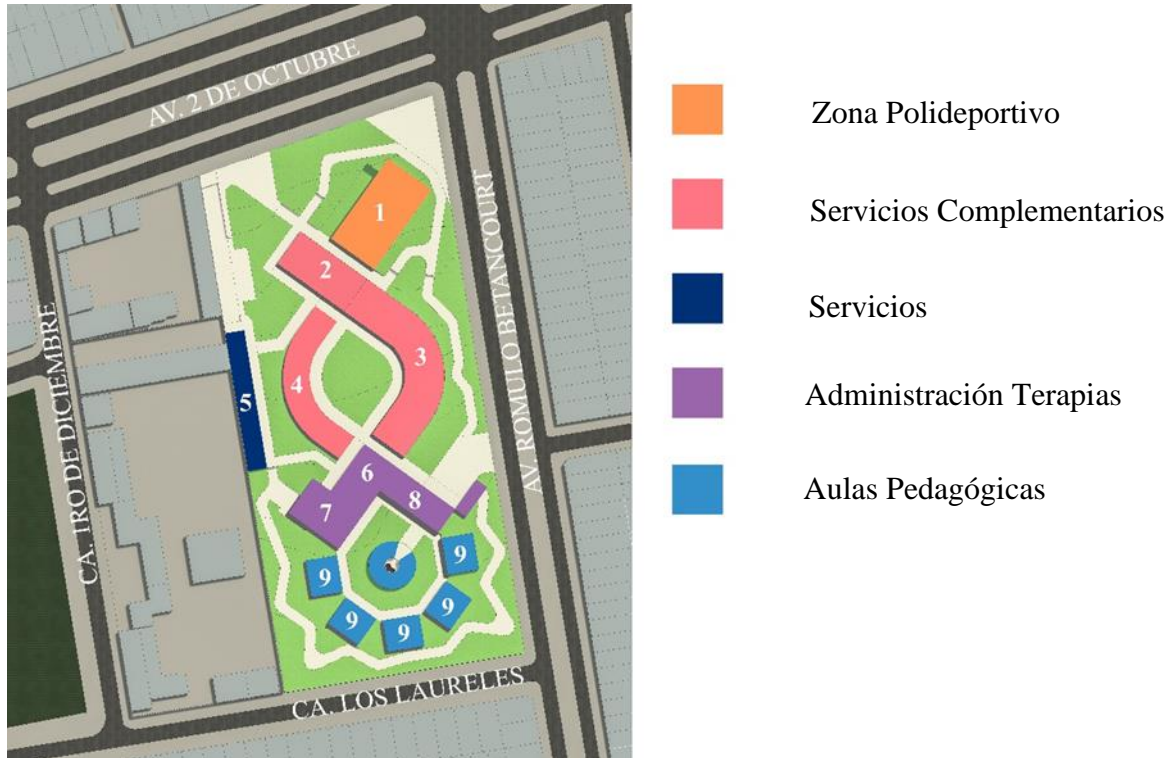 AV. 2 DE OCTUBRE
AV. ROMULO BETANCOURT
CA. 1RO DE DICIEMBRE
CA. LOS LAURELES
1
2
3
4
5
6
7
8
9
9
9
9
9
Zona Polideportivo
Servicios Complementarios
Servicios
Administración Terapias
Aulas Pedagógicas